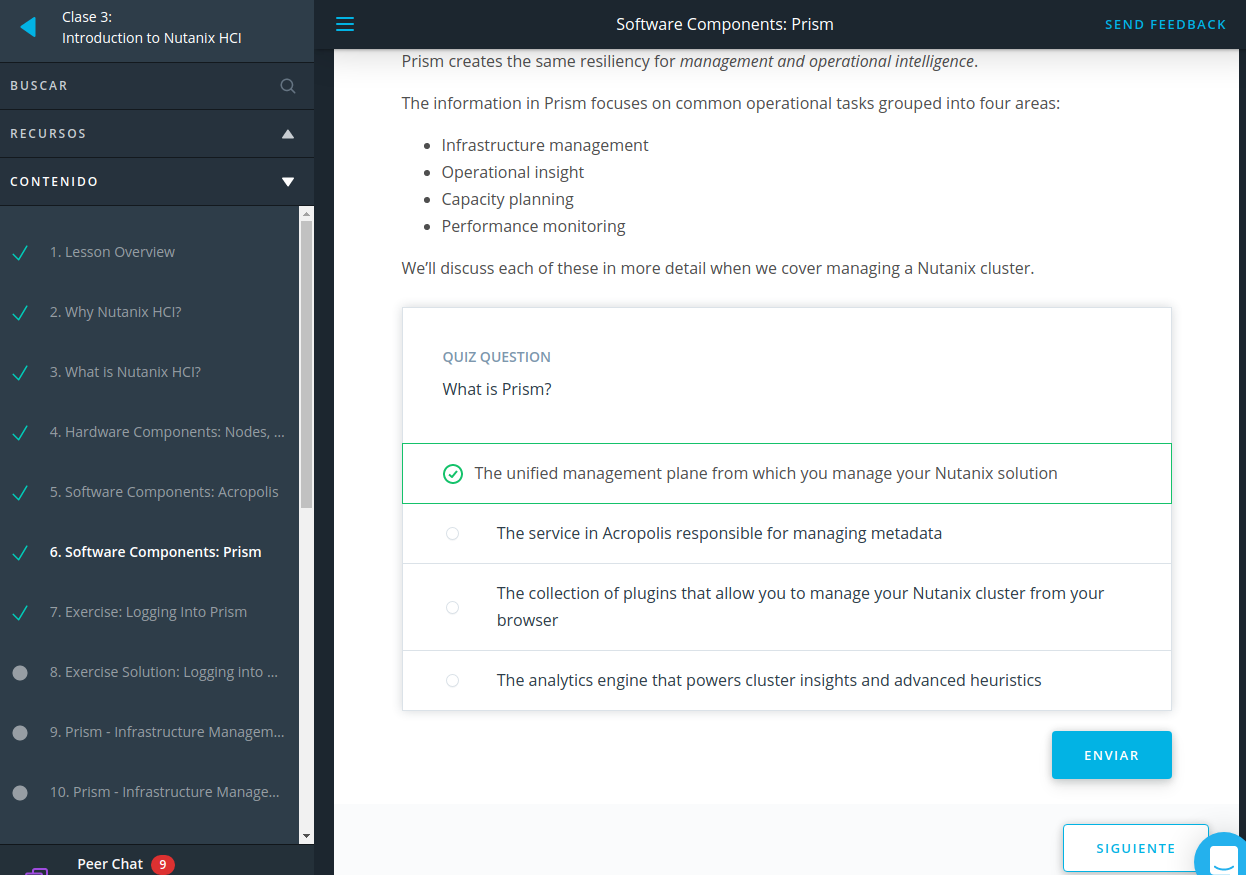 Clase 3:
Introduction to Nutanix HCI
BUSCAR
RECURSOS
CONTENIDO
1. Lesson Overview
2. Why Nutanix HCI?
3. What is Nutanix HCI?
4. Hardware Components: Nodes, ...
5. Software Components: Acropolis
6. Software Components: Prism
7. Exercise: Logging Into Prism
8. Exercise Solution: Logging into ...
9. Prism - Infrastructure Managem...
10. Prism - Infrastructure Manage...
Peer Chat 9
Software Components: Prism
SEND FEEDBACK
Prism creates the same resiliency for management and operational intelligence.
The information in Prism focuses on common operational tasks grouped into four areas:
Infrastructure management
Operational insight
Capacity planning
Performance monitoring
We’ll discuss each of these in more detail when we cover managing a Nutanix cluster.
QUIZ QUESTION
What is Prism?
The unified management plane from which you manage your Nutanix solution
The service in Acropolis responsible for managing metadata
The collection of plugins that allow you to manage your Nutanix cluster from your
browser
The analytics engine that powers cluster insights and advanced heuristics
ENVIAR
SIGUIENTE